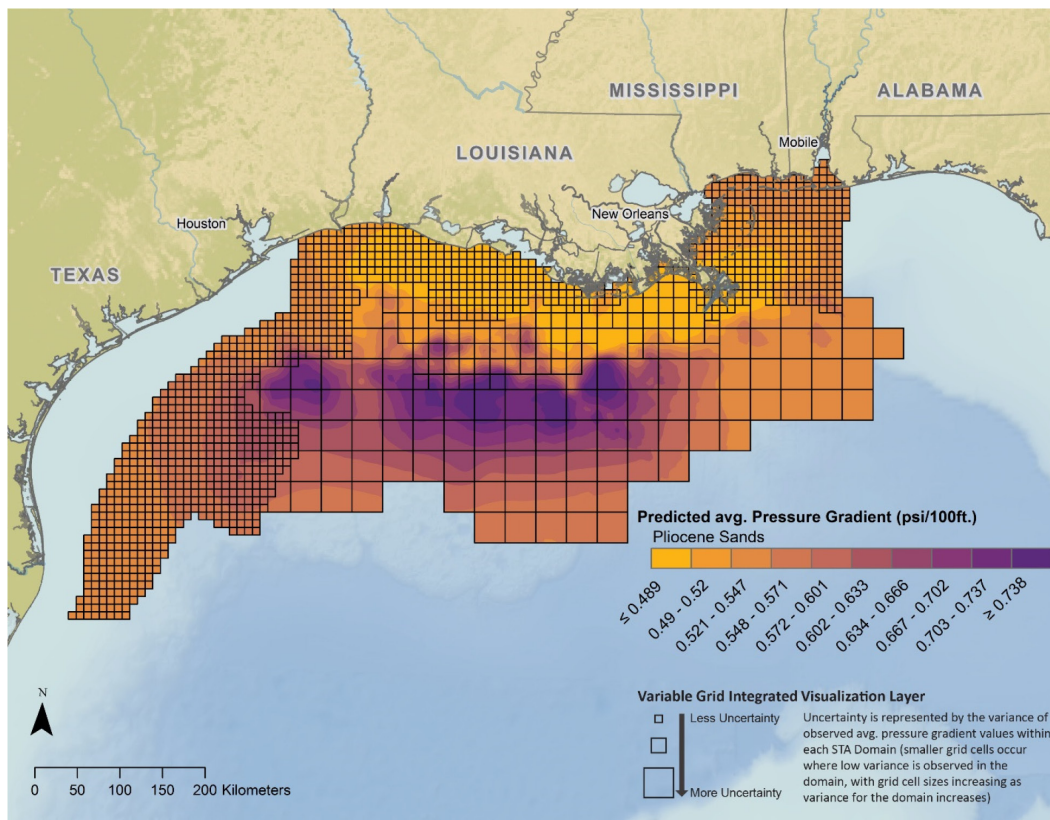 MISSISSIPPI
ALABAMA
Mobile
LOUISIANA
New Orleans
Houston
TEXAS
Predicted avg. Pressure Gradient (psi/100ft.)
Pliocene Sands
≤ 0.489
0.49 - 0.52
0.521 - 0.547
0.548 - 0.571
0.572 - 0.601
0.602 - 0.633
0.634 - 0.666
0.667 - 0.702
0.703 - 0.737
≥ 0.738
N
0 50 100 150 200 Kilometers
Variable Grid Integrated Visualization Layer
Less Uncertainty
More Uncertainty
Uncertainty is represented by the variance of
observed avg. pressure gradient values within
each STA Domain (smaller grid cells occur
where low variance is observed in the
domain, with grid cell sizes increasing as
variance for the domain increases)